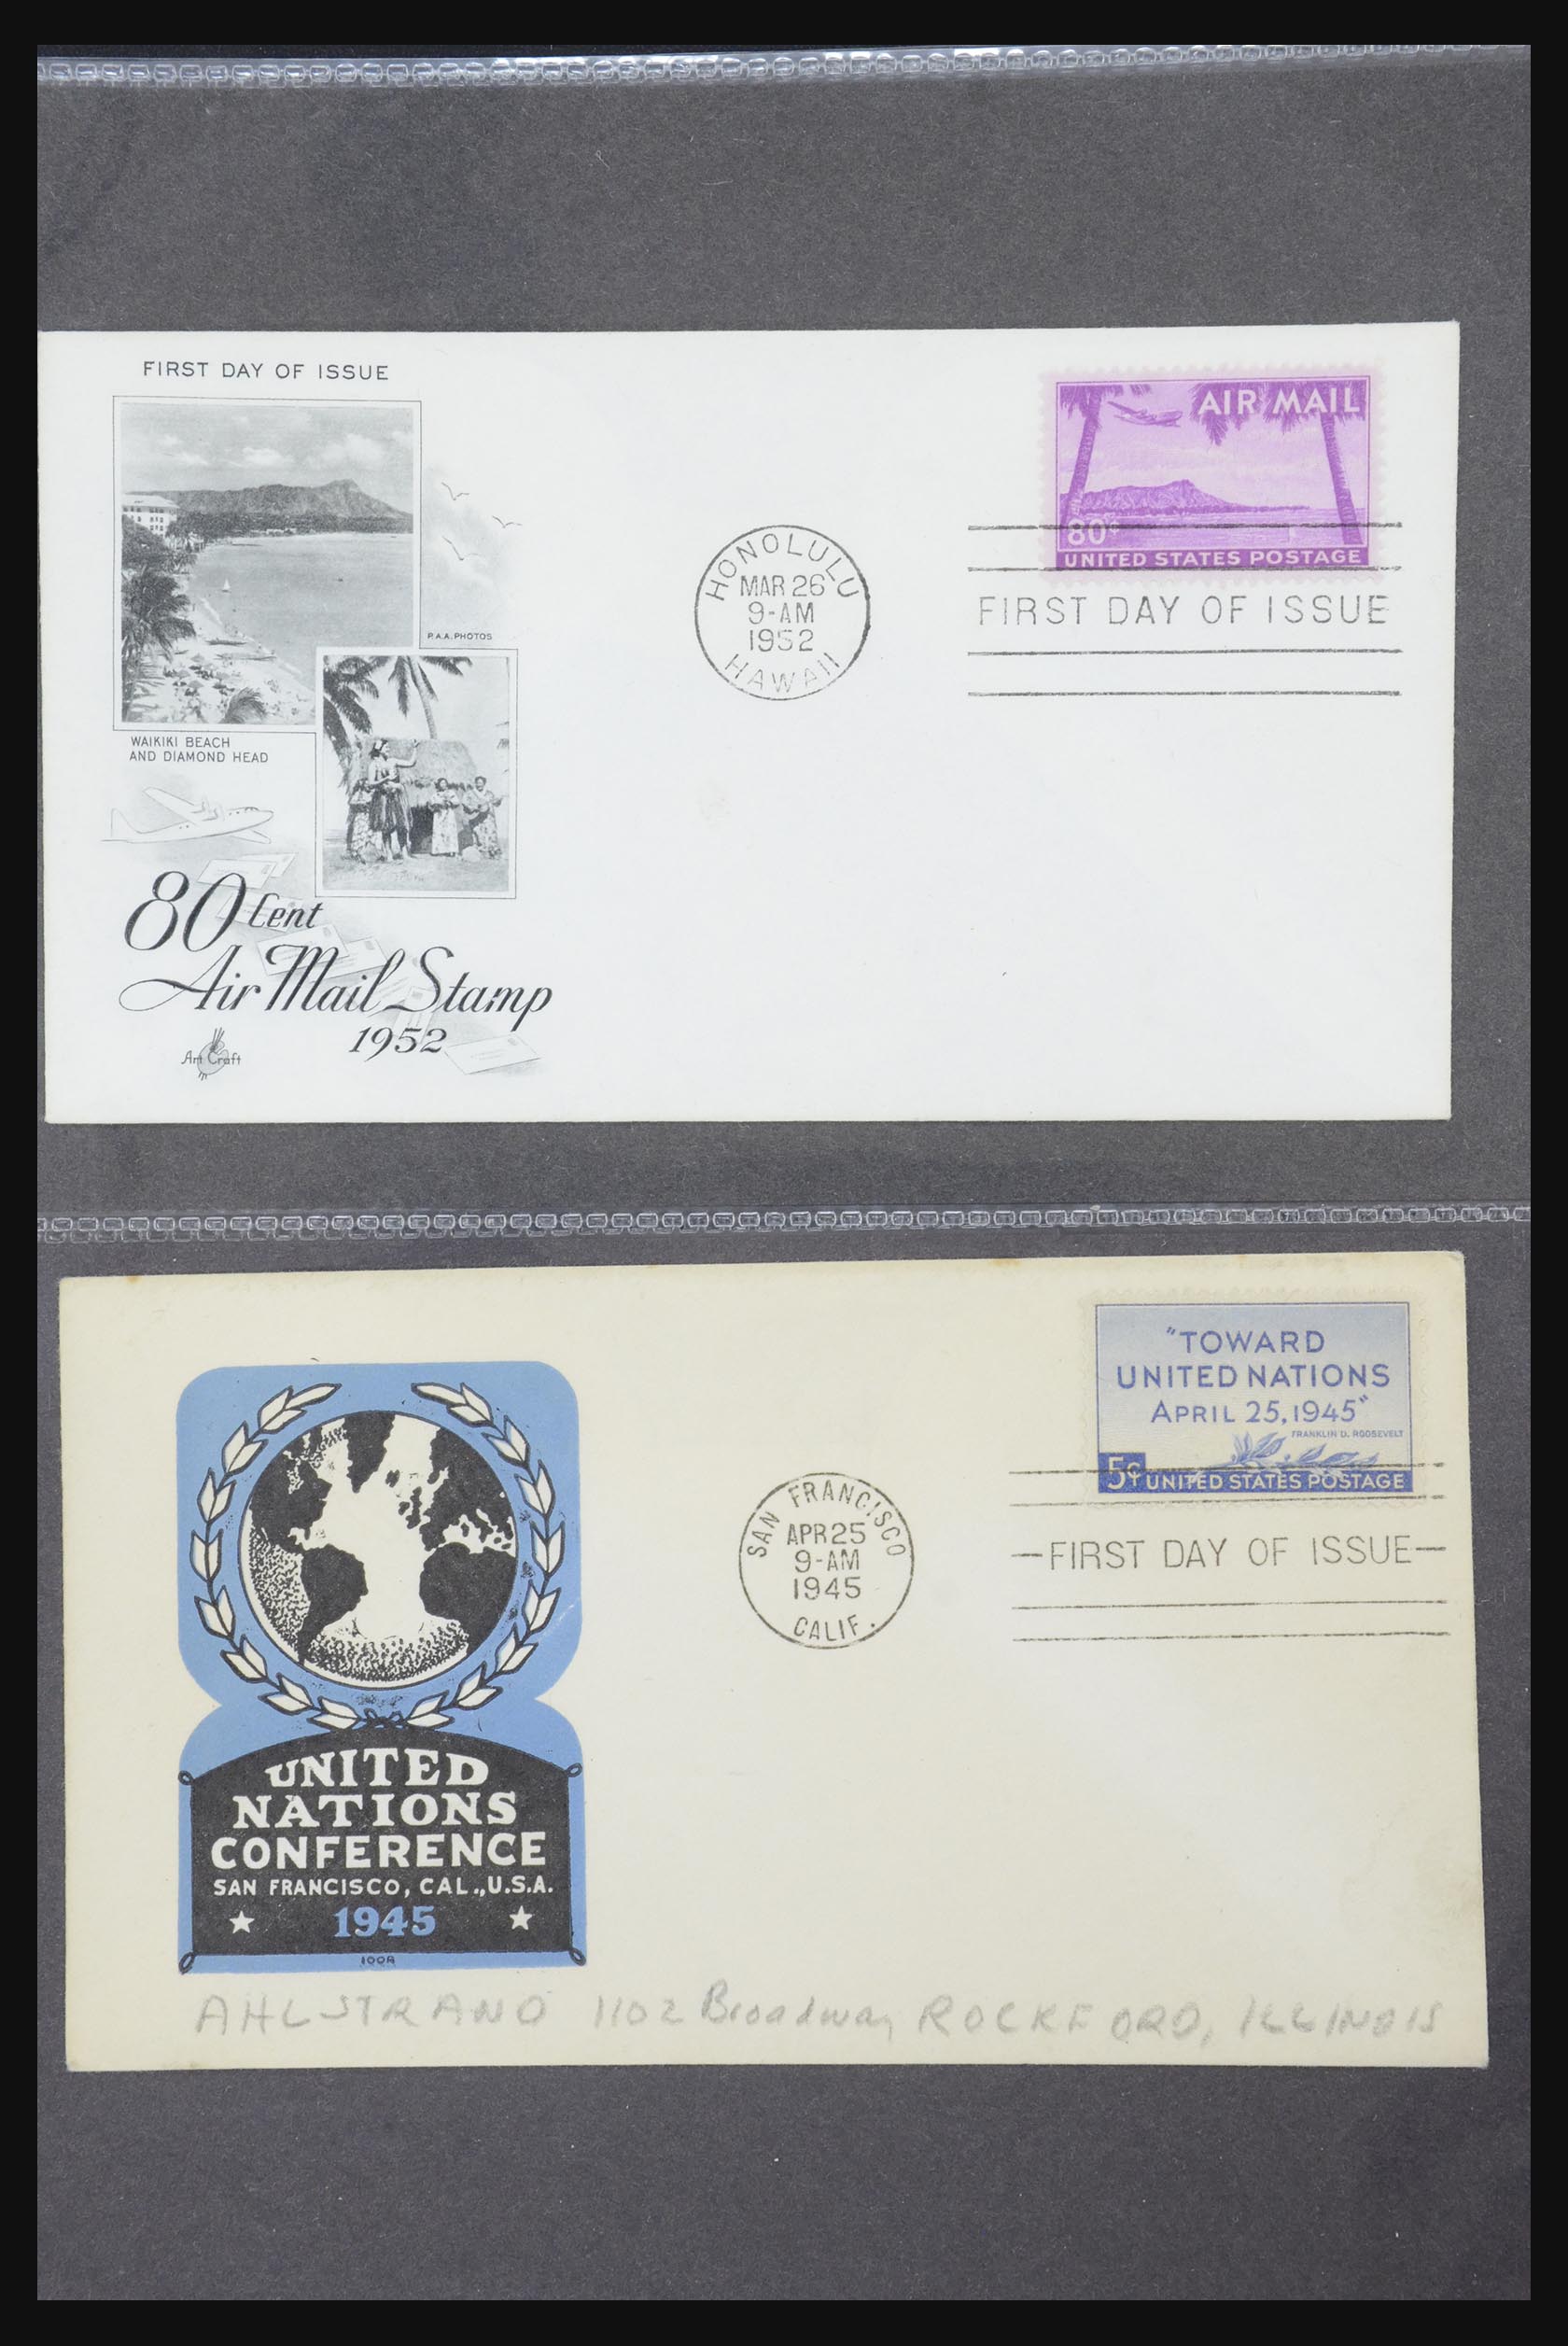 FIRST DAY OF ISSUE
P.A.A. PHOTOS
WAIKIKI BEACH
AND DIAMOND HEAD
80 Cent
Air Mail Stamp
1952
Art Craft
HONOLULU
MAR 26
9-AM
1952
HAWAII
AIR MAIL
80¢
UNITED STATES POSTAGE
FIRST DAY OF ISSUE
UNITED
NATIONS
CONFERENCE
SAN FRANCISCO, CAL., U.S.A.
1945
IOOR
SAN FRANCISCO
APR 25
9-AM
1945
CALIF.
"TOWARD
UNITED NATIONS
APRIL 25, 1945"
FRANKLIN D. ROOSEVELT
5¢ UNITED STATES POSTAGE
FIRST DAY OF ISSUE
AHLSTRAND 1102 Broadway ROCKFORD, ILLINOIS